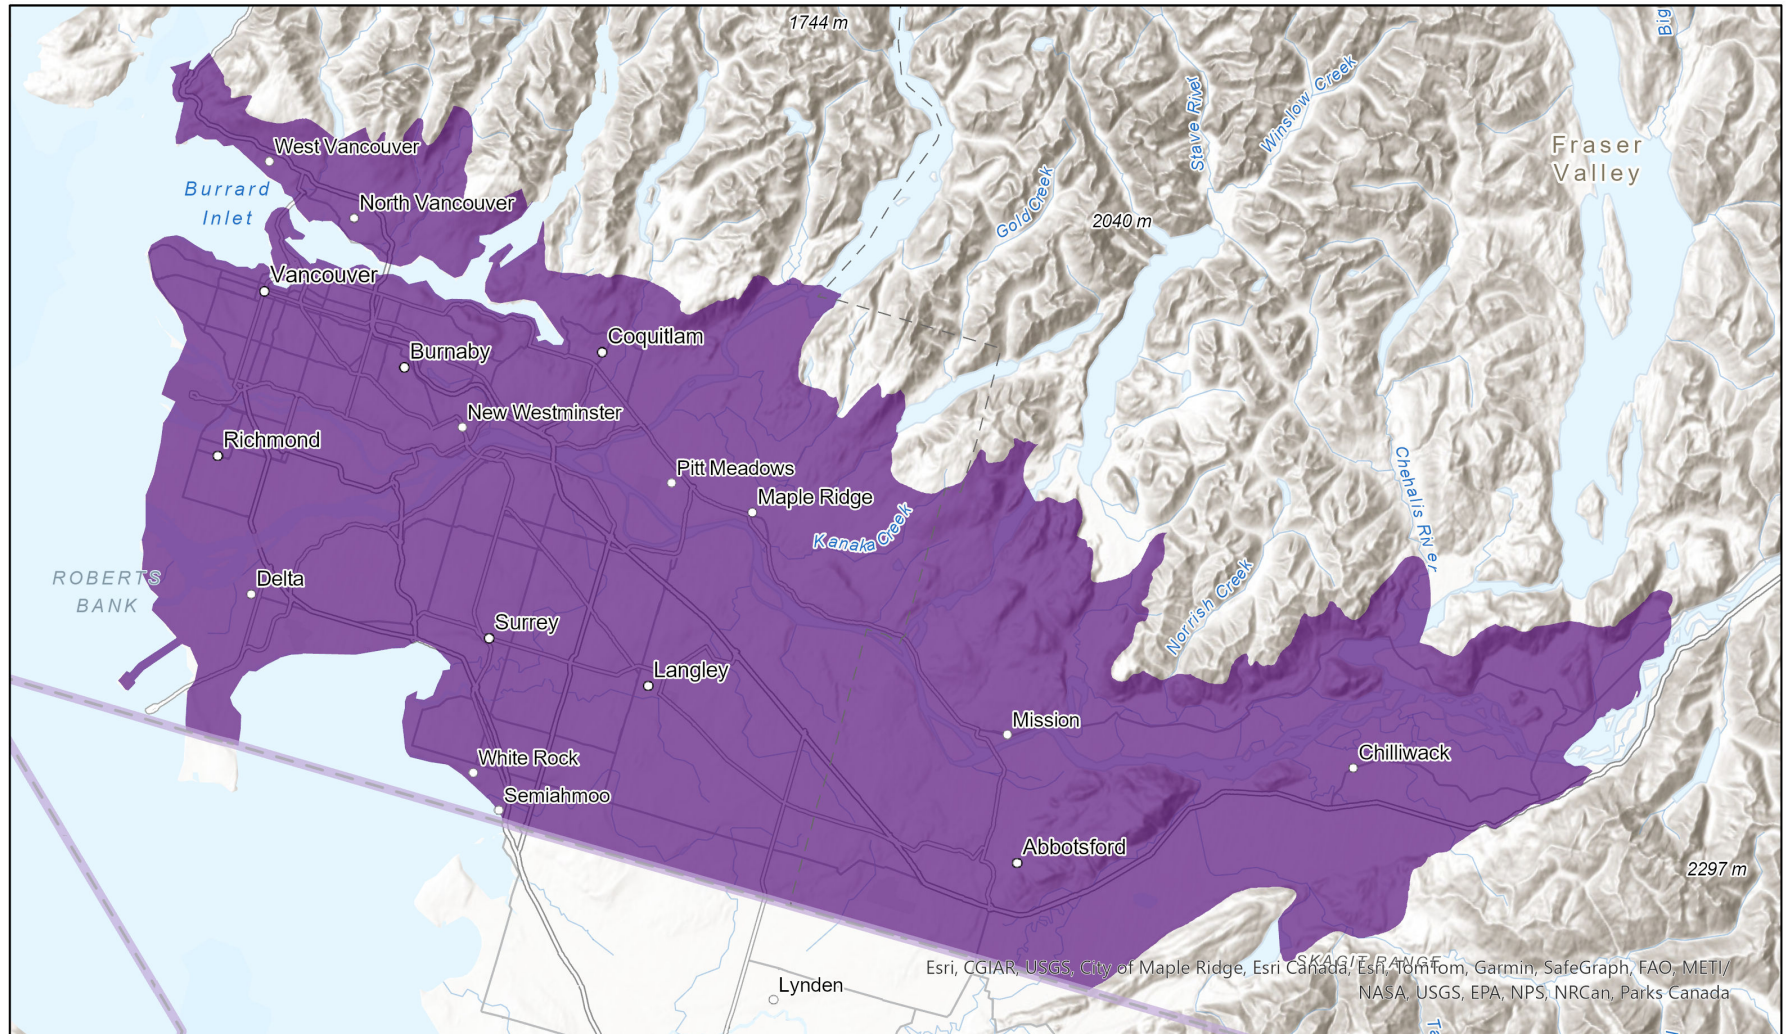 1744 m
Big
Stave River
Winslow Creek
West Vancouver
Fraser
Valley
Burrard
Inlet
North Vancouver
Gold Creek
2040 m
Vancouver
Coquitlam
Burnaby
New Westminster
Richmond
Pitt Meadows
Maple Ridge
Kanaka Creek
Chehalis River
ROBERTS
BANK
Delta
Norrish Creek
Surrey
Langley
Mission
White Rock
Chilliwack
Semiahmoo
Abbotsford
2297 m
SKAGIT RANGE
Esri, CGIAR, USGS, City of Maple Ridge, Esri Canada, Esri, TomTom, Garmin, SafeGraph, FAO, METI/
NASA, USGS, EPA, NPS, NRCan, Parks Canada
Lynden